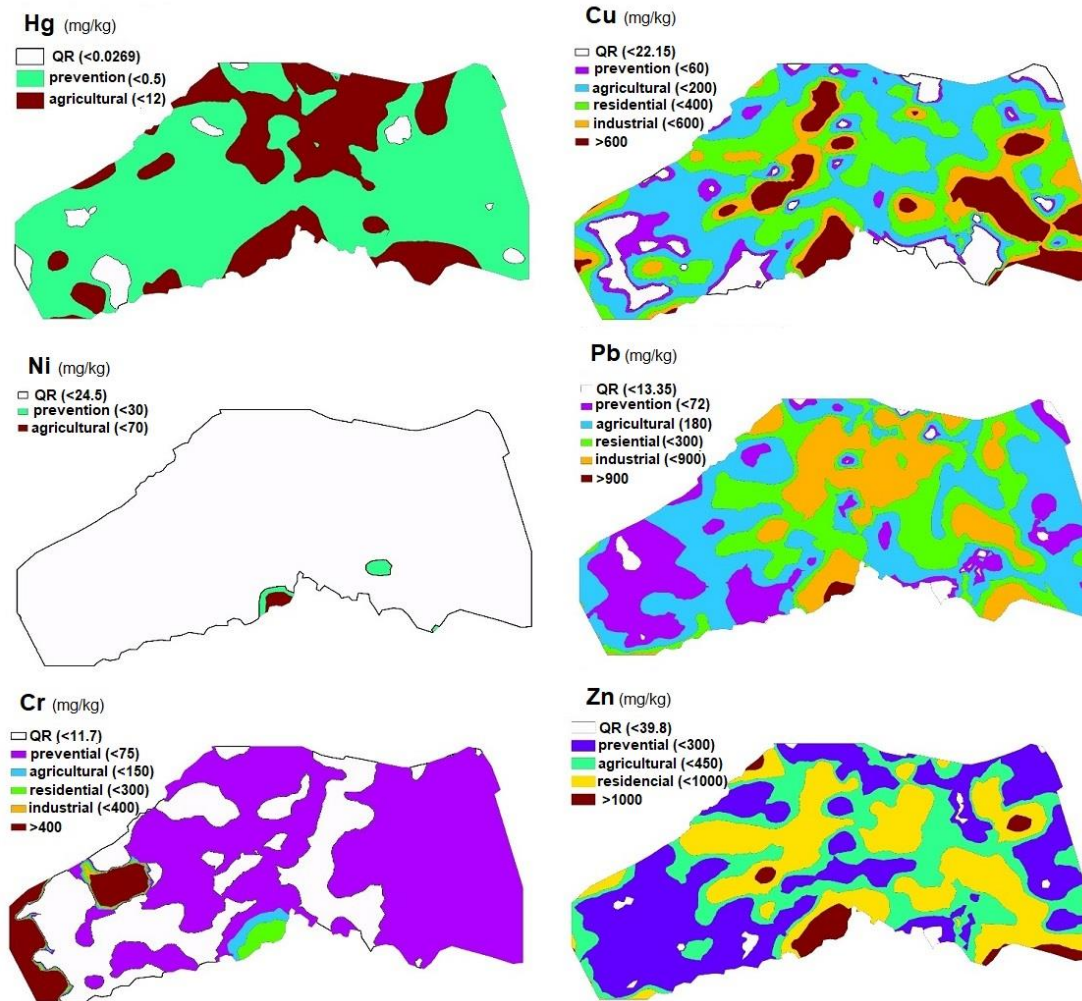 Hg (mg/kg)
QR (<0.0269)
prevention (<0.5)
agricultural (<12)
Cu (mg/kg)
QR (<22.15)
prevention (<60)
agricultural (<200)
residential (<400)
industrial (<600)
>600
Ni (mg/kg)
QR (<24.5)
prevention (<30)
agricultural (<70)
Pb (mg/kg)
QR (<13.35)
prevention (<72)
agricultural (180)
resiential (<300)
industrial (<900)
>900
Cr (mg/kg)
QR (<11.7)
prevential (<75)
agricultural (<150)
residential (<300)
industrial (<400)
>400
Zn (mg/kg)
QR (<39.8)
prevential (<300)
agricultural (<450)
residencial (<1000)
>1000